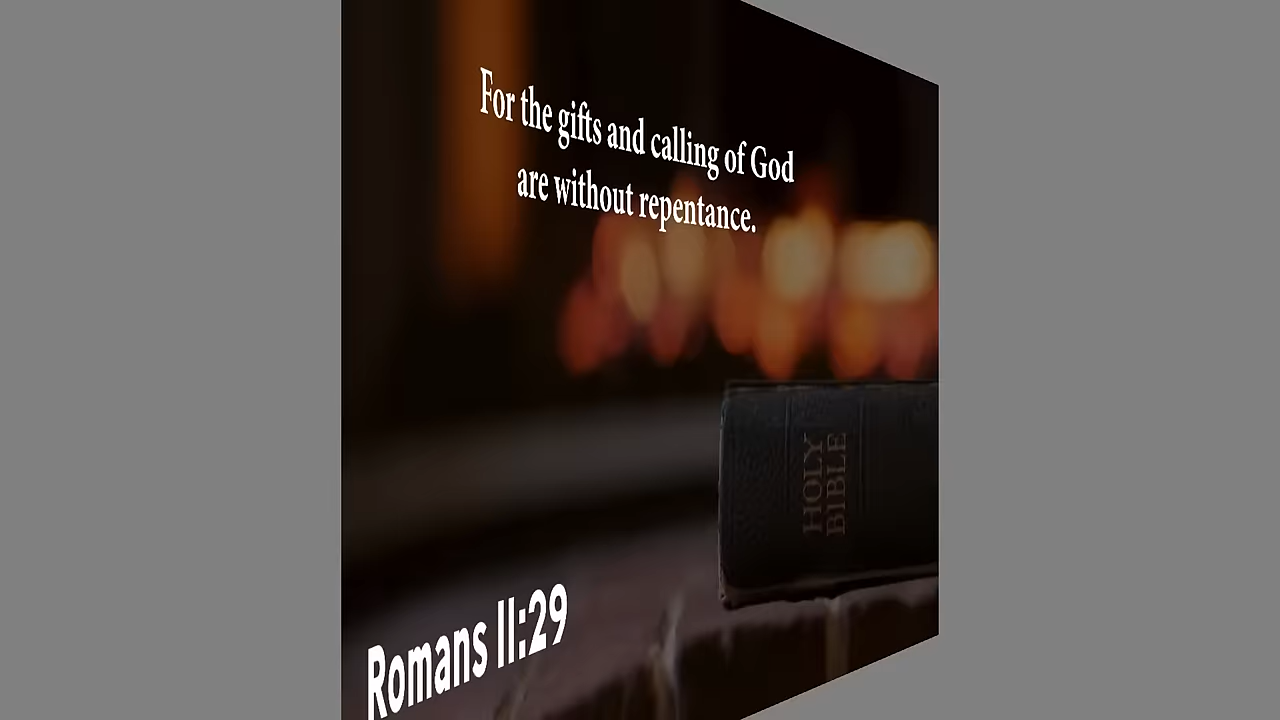 For the gifts and calling of God
are without repentance.
HOLY
BIBLE
Romans 11:29